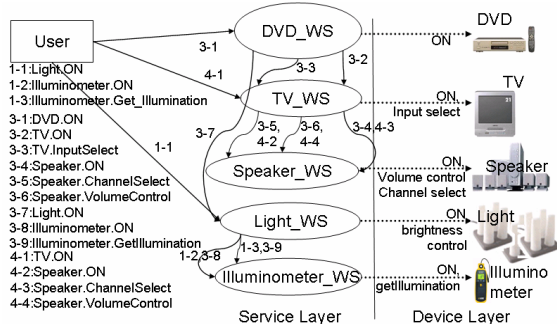 User
1-1:Light.ON
1-2:Illuminometer.ON
1-3:Illuminometer.Get_Illumination
3-1:DVD.ON
3-2:TV.ON
3-3:TV.InputSelect
3-4:Speaker.ON
3-5:Speaker.ChannelSelect
3-6:Speaker.VolumeControl
3-7:Light.ON
3-8:Illuminometer.ON
3-9:Illuminometer.GetIllumination
4-1:TV.ON
4-2:Speaker.ON
4-3:Speaker.ChannelSelect
4-4:Speaker.VolumeControl
3-1
4-1
1-1
DVD_WS
3-3
3-2
TV_WS
3-7
3-5,
4-2
3-6,
4-4
3-4,4-3
Speaker_WS
Light_WS
1-2,3-8
1-3,3-9
Illuminometer_WS
Service Layer
DVD
ON
TV
ON,
Input select
Speaker
ON,
Volume control
Channel select
Light
ON
brightness
control
Illumino
meter
ON,
getIllumination
Device Layer